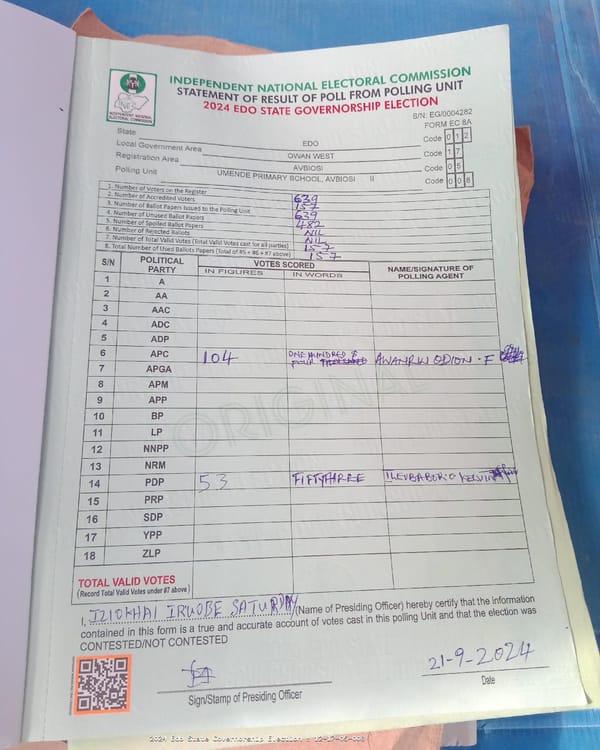 INDEPENDENT NATIONAL ELECTORAL COMMISSION
STATEMENT OF RESULT OF POLL FROM POLLING UNIT
2024 EDO STATE GOVERNORSHIP ELECTION
S/N: EG/0004282
FORM EC 8A
INEC
INDEPENDENT NATIONAL
ELECTORAL COMMISSION
State EDO Code 0 1 2
Local Government Area OWAN WEST Code 1 7
Registration Area AVBIOSI Code 0 5
Polling Unit UMENDE PRIMARY SCHOOL, AVBIOSI II Code 0 0 8
1. Number of Voters on the Register 639
2. Number of Accredited Voters 157
3. Number of Ballot Papers Issued to the Polling Unit 639
4. Number of Unused Ballot Papers 482
5. Number of Spoiled Ballot Papers NIL
6. Number of Rejected Ballots NIL
7. Number of Total Valid Votes (Total Valid Votes cast for all parties) 157
8. Total Number of Used Ballots Papers (Total of #5 + #6 + #7 above) 157
S/N POLITICAL PARTY VOTES SCORED NAME/SIGNATURE OF POLLING AGENT
IN FIGURES IN WORDS
1 A
2 AA
3 AAC
4 ADC
5 ADP
6 APC 104 ONE HUNDRED & FOUR AWANRIN ODION - F
7 APGA
8 APM
9 APP
10 BP
11 LP
12 NNPP
13 NRM
14 PDP 53 FIFTYTHREE KELVIN
15 PRP
16 SDP
17 YPP
18 ZLP
ORIGINAL
TOTAL VALID VOTES
(Record Total Valid Votes under #7 above)
I, IZIOKHAI IRUOBE SATURDAY (Name of Presiding Officer) hereby certify that the information
contained in this form is a true and accurate account of votes cast in this polling Unit and that the election was
CONTESTED/NOT CONTESTED
21-9-2024
Sign/Stamp of Presiding Officer Date
2024 Edo State Governorship Election - 12-17-05-008